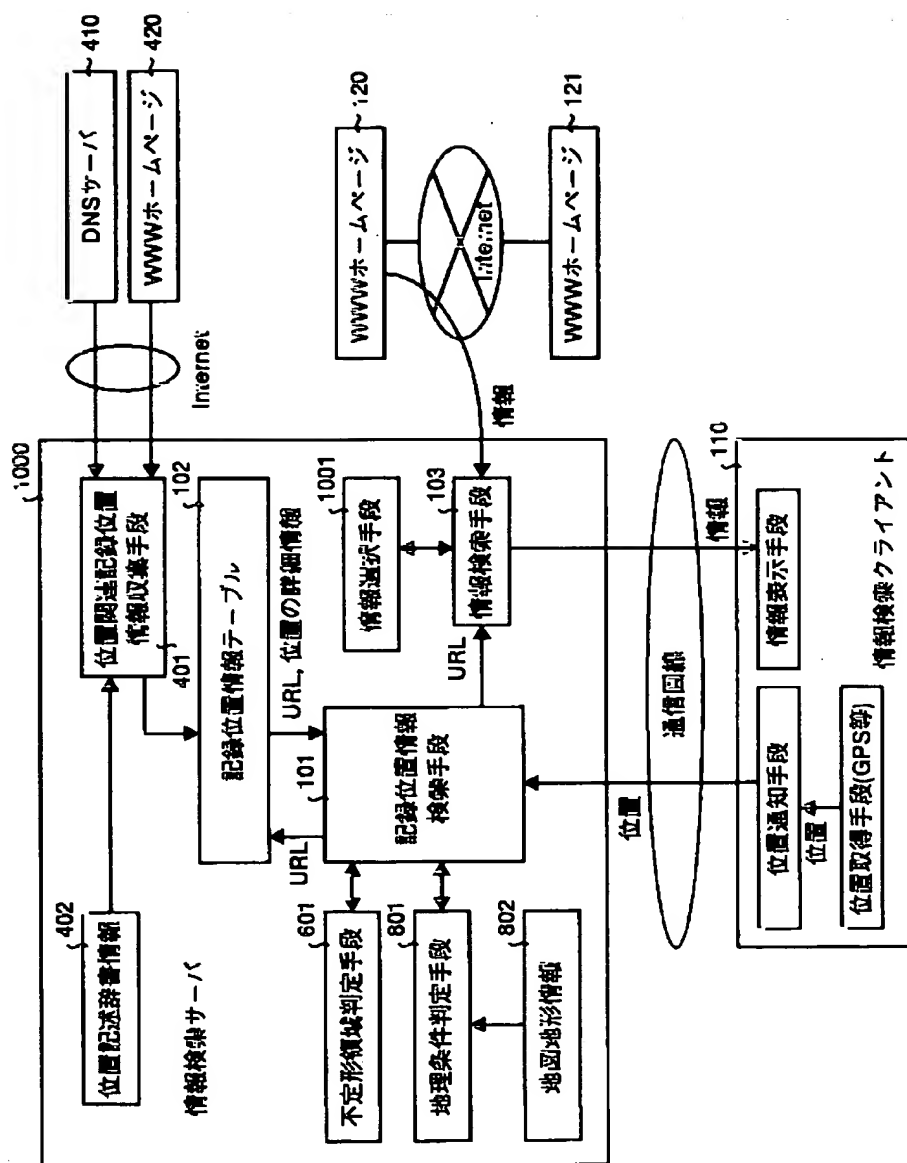 1000
情報検索サーバ
402
位置記述辞書情報
位置関連記録位置
情報収集手段
401
102
記録位置情報テーブル
URL
URL, 位置の詳細情報
101
記録位置情報
検索手段
601
不定形領域判定手段
801
地理条件判定手段
802
地図地形情報
1001
情報選択手段
103
情報検索手段
URL
Internet
DNSサーバ
410
WWWホームページ
420
WWWホームページ
120
Internet
WWWホームページ
121
情報
位置
通信回線
情報
110
位置通知手段
位置
位置取得手段(GPS等)
情報表示手段
情報検索クライアント